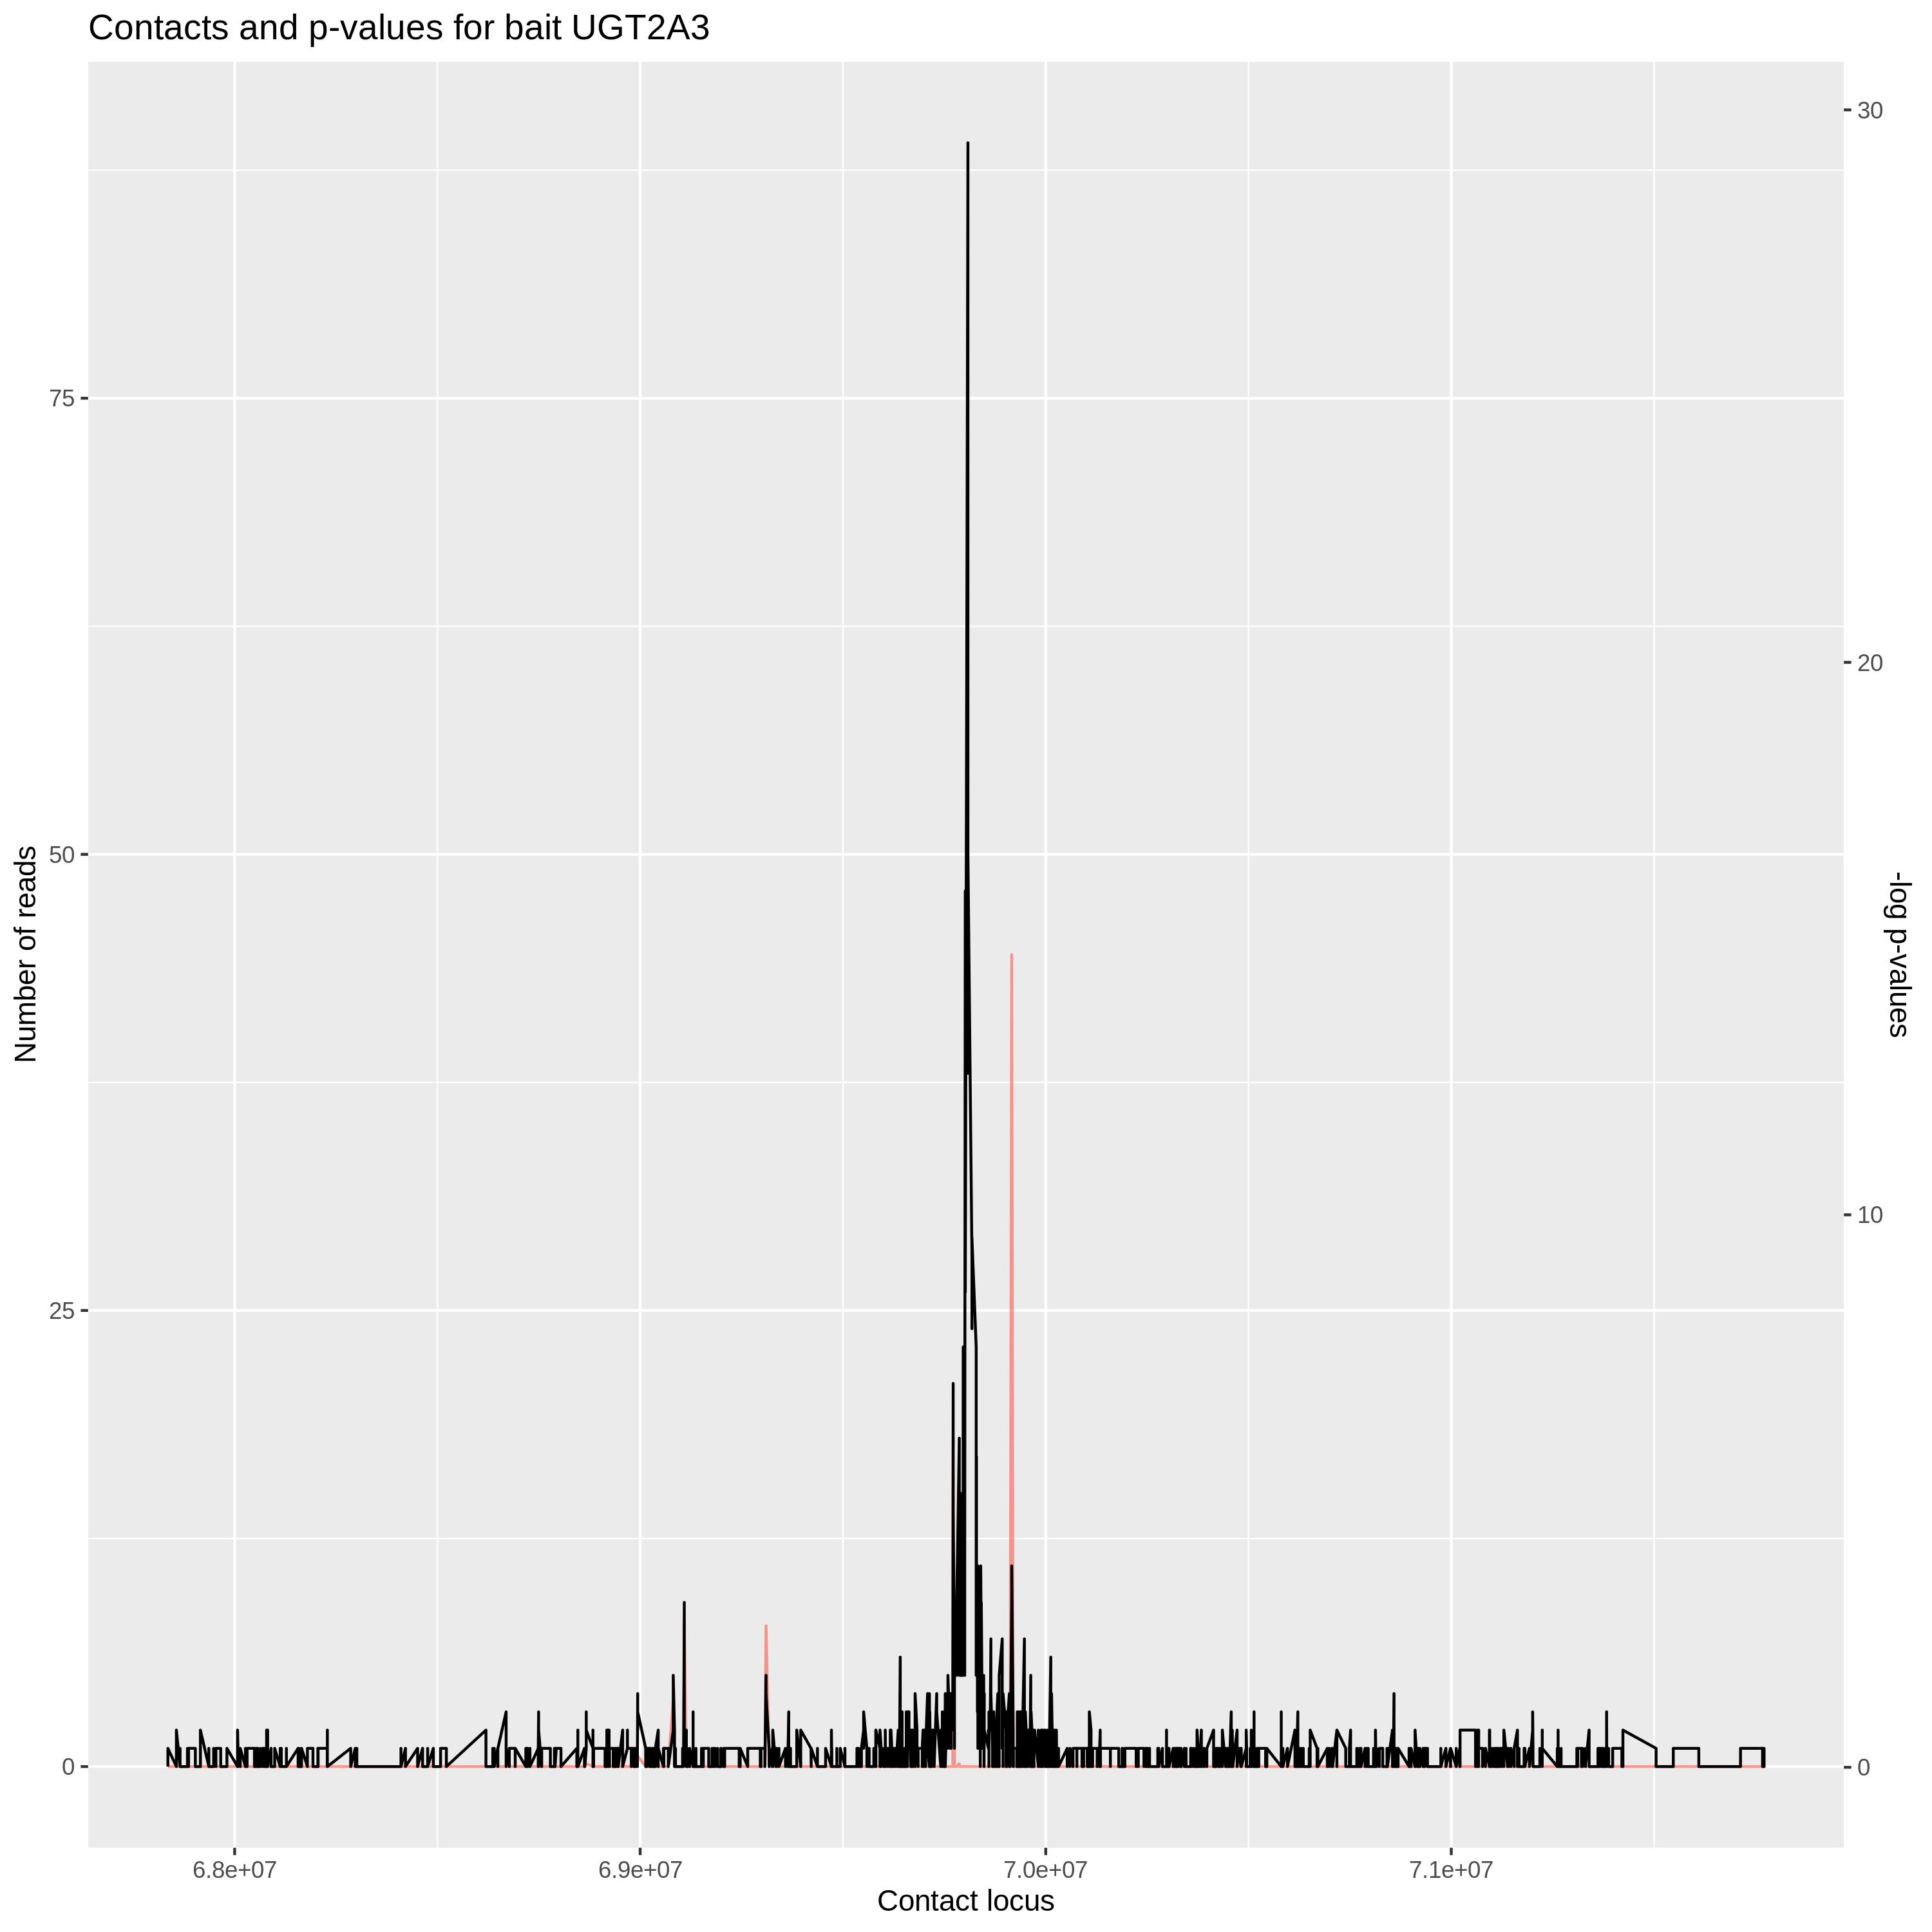 Contacts and p-values for bait UGT2A3
30
75
20
50
Number of reads
-log p-values
10
25
0
0
6.8e+07 6.9e+07 7.0e+07 7.1e+07
Contact locus